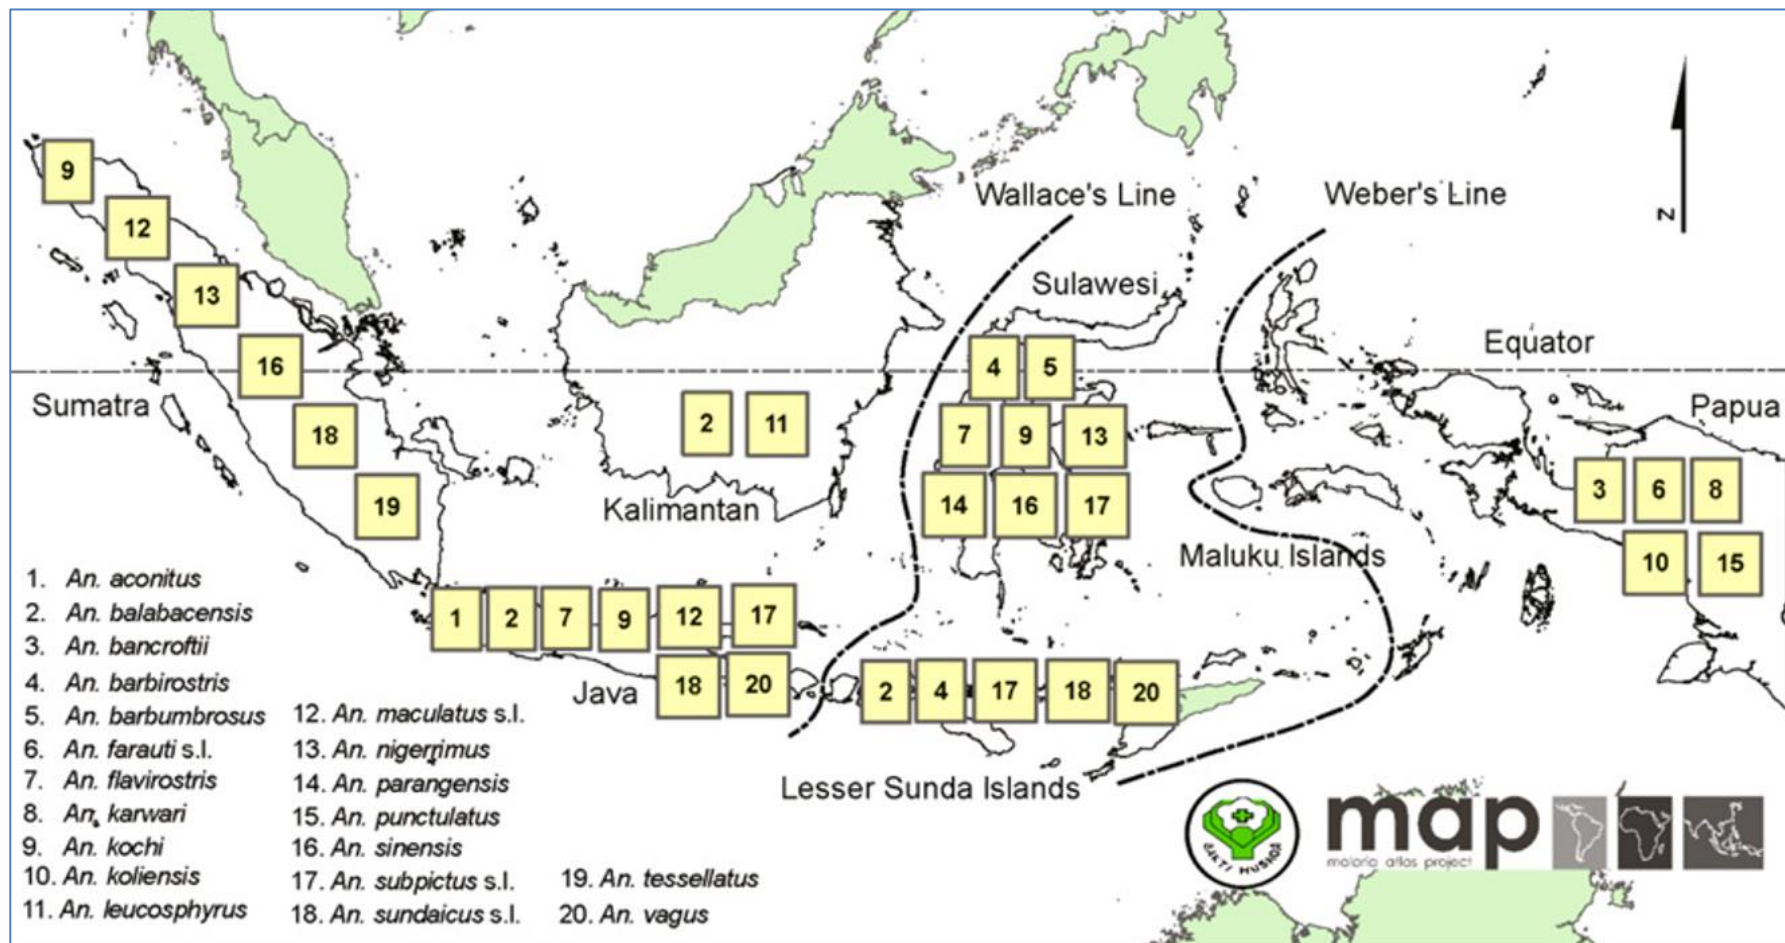 Wallace's Line
Weber's Line
N
9
12
13
16
18
19
Sumatra
Sulawesi
Equator
Papua
2 11
Kalimantan
4 5
7 9 13
14 16 17
Maluku Islands
3 6 8
10 15
1 2 7 9 12 17
18 20
Java
2 4 17 18 20
Lesser Sunda Islands
1. An. aconitus
2. An. balabacensis
3. An. bancroftii
4. An. barbirostris
5. An. barbumbrosus
6. An. farauti s.l.
7. An. flavirostris
8. An. karwari
9. An. kochi
10. An. koliensis
11. An. leucosphyrus
12. An. maculatus s.l.
13. An. nigerrimus
14. An. parangensis
15. An. punctulatus
16. An. sinensis
17. An. subpictus s.l.
18. An. sundaicus s.l.
19. An. tessellatus
20. An. vagus
BAKTI HUSADA
map
malaria atlas project